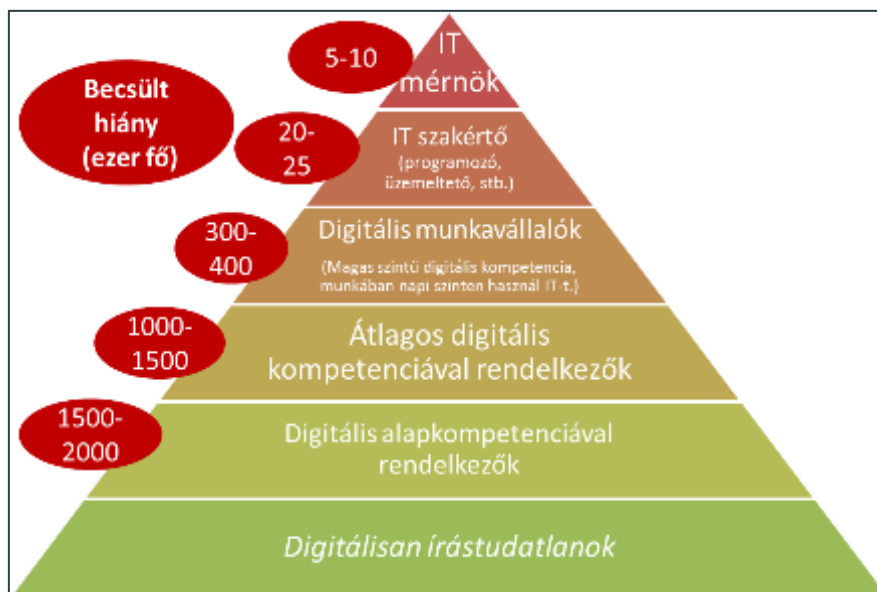 5-10
IT
mérnök
Becsült
hiány
(ezer fő)
20-
25
IT szakértő
(programozó,
üzemeltető, stb.)
300-
400
Digitális munkavállalók
(Magas szintű digitális kompetencia,
munkában napi szinten használ IT-t.)
1000-
1500
Átlagos digitális
kompetenciával rendelkezők
1500-
2000
Digitális alapkompetenciával
rendelkezők
Digitálisan írástudatlanok